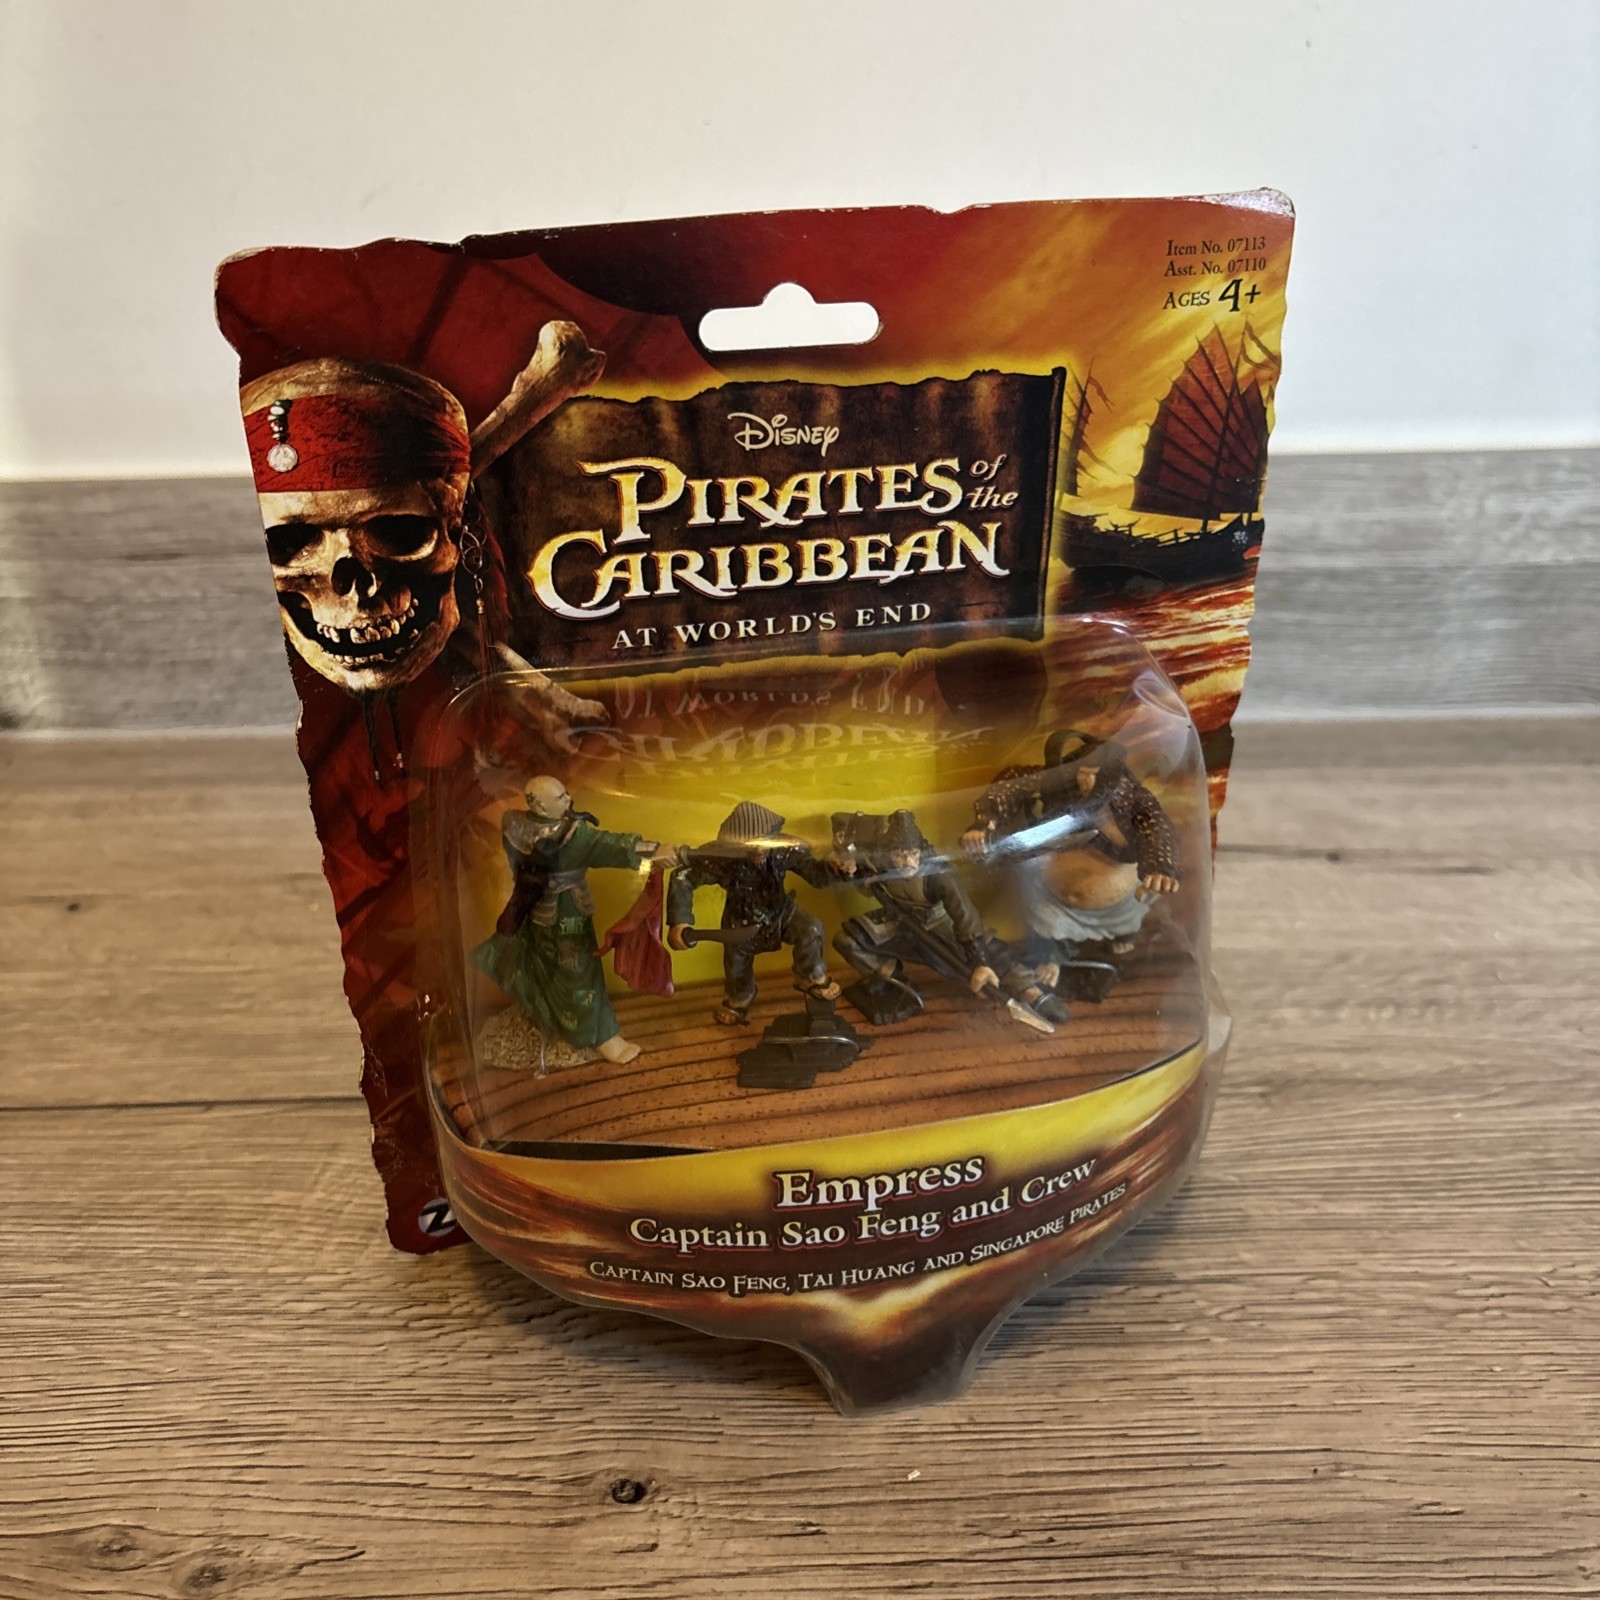 Item No. 07113
Asst. No. 07110
AGES 4+
Disney
PIRATES of the
CARIBBEAN
AT WORLD'S END
Empress
Captain Sao Feng and Crew
CAPTAIN SAO FENG, TAI HUANG AND SINGAPORE PIRATES
Z